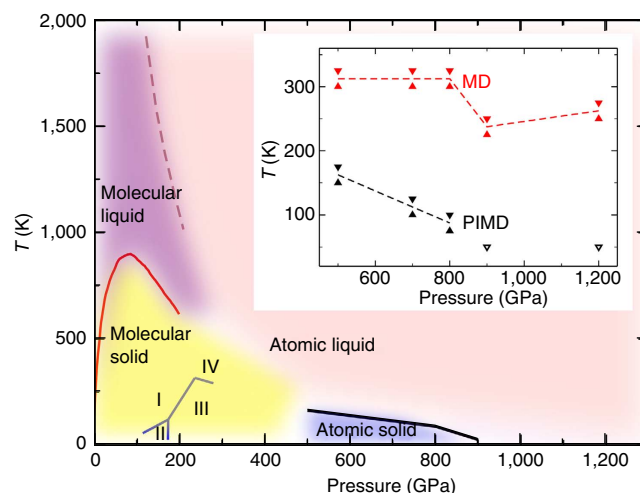 2,000
1,500
1,000
500
0
T (K)
0
200
400
600
800
1,000
1,200
Pressure (GPa)
Molecular
liquid
Molecular
solid
I
II
III
IV
Atomic liquid
Atomic solid
300
200
100
T (K)
600
800
1,000
1,200
Pressure (GPa)
MD
PIMD